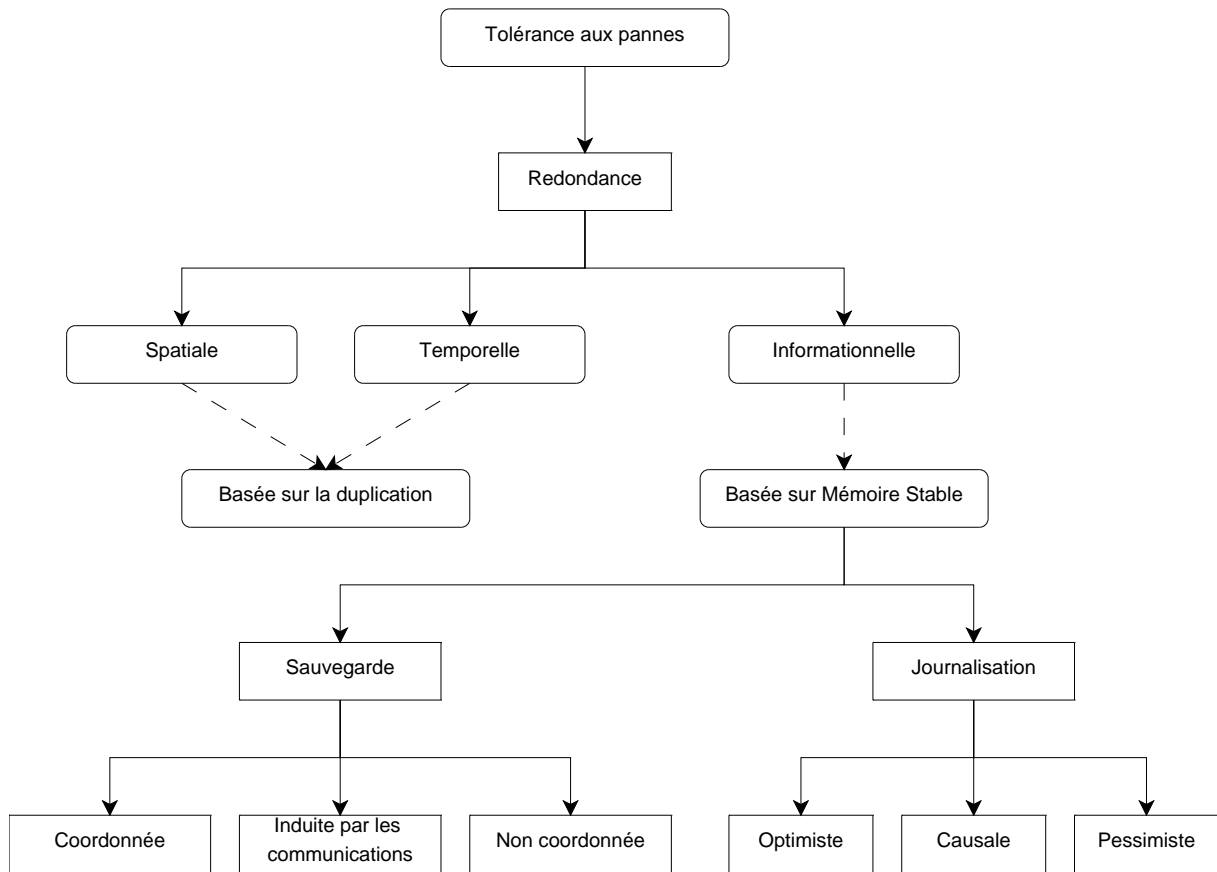 Tolérance aux pannes
Redondance
Spatiale
Temporelle
Informationnelle
Basée sur la duplication
Basée sur Mémoire Stable
Sauvegarde
Journalisation
Coordonnée
Induite par les
communications
Non coordonnée
Optimiste
Causale
Pessimiste